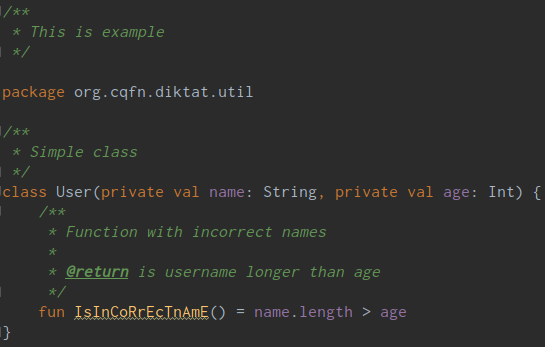 /**
 * This is example
 */

package org.cqfn.diktat.util

/**
 * Simple class
 */
class User(private val name: String, private val age: Int) {
    /**
     * Function with incorrect names
     *
     * @return is username longer than age
     */
    fun IsInCoRrEcTnAmE() = name.length > age
}